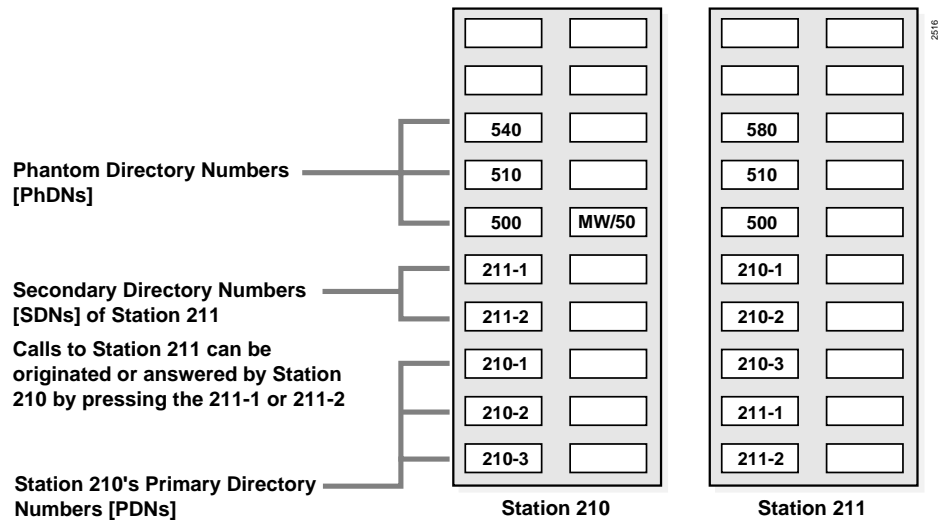 2516
540
580
Phantom Directory Numbers
[PhDNs]
510
510
500
MW/50
500
211-1
210-1
Secondary Directory Numbers
[SDNs] of Station 211
211-2
210-2
Calls to Station 211 can be
originated or answered by Station
210 by pressing the 211-1 or 211-2
210-1
210-3
210-2
211-1
210-3
211-2
Station 210's Primary Directory
Numbers [PDNs]
Station 210
Station 211